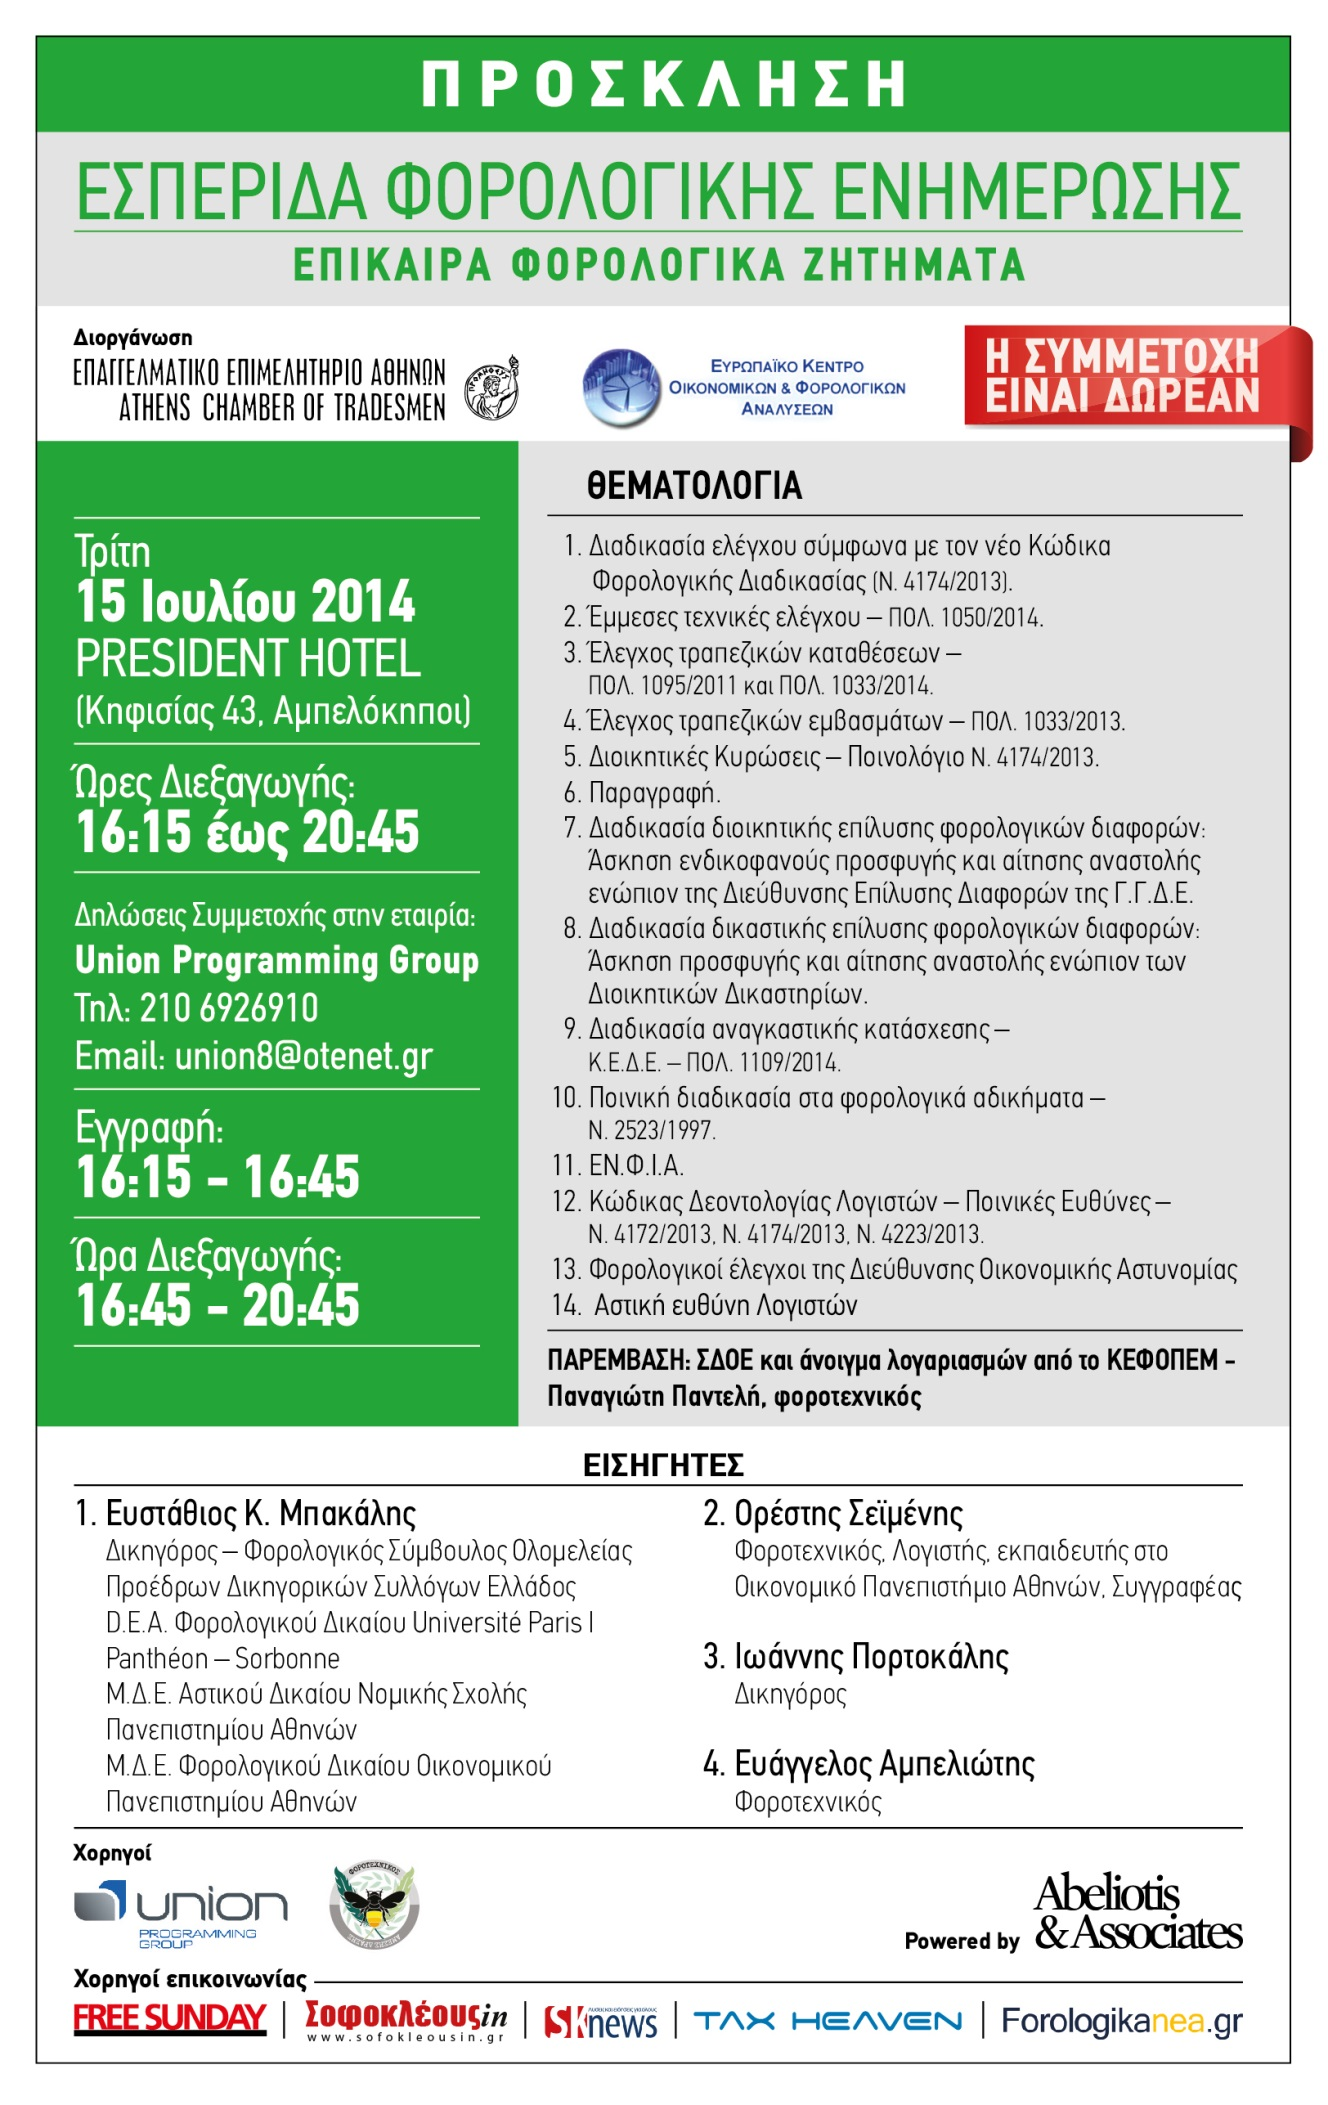 ΠΡΟΣΚΛΗΣΗ
ΕΣΠΕΡΙΔΑ ΦΟΡΟΛΟΓΙΚΗΣ ΕΝΗΜΕΡΩΣΗΣ
ΕΠΙΚΑΙΡΑ ΦΟΡΟΛΟΓΙΚΑ ΖΗΤΗΜΑΤΑ
Διοργάνωση
ΕΠΑΓΓΕΛΜΑΤΙΚΟ ΕΠΙΜΕΛΗΤΗΡΙΟ ΑΘΗΝΩΝ
ATHENS CHAMBER OF TRADESMEN
ΕΥΡΩΠΑΪΚΟ ΚΕΝΤΡΟ
ΟΙΚΟΝΟΜΙΚΩΝ & ΦΟΡΟΛΟΓΙΚΩΝ
ΑΝΑΛΥΣΕΩΝ
Η ΣΥΜΜΕΤΟΧΗ
ΕΙΝΑΙ ΔΩΡΕΑΝ
Τρίτη
15 Ιουλίου 2014
PRESIDENT HOTEL
(Κηφισίας 43, Αμπελόκηποι)
Ώρες Διεξαγωγής:
16:15 έως 20:45
Δηλώσεις Συμμετοχής στην εταιρία:
Union Programming Group
Τηλ: 210 6926910
Email: union8@otenet.gr
Εγγραφή:
16:15 – 16:45
Ώρα Διεξαγωγής:
16:45 – 20:45
ΘΕΜΑΤΟΛΟΓΙΑ
1. Διαδικασία ελέγχου σύμφωνα με τον νέο Κώδικα
Φορολογικής Διαδικασίας (Ν. 4174/2013).
2. Έμμεσες τεχνικές ελέγχου – ΠΟΛ. 1050/2014.
3. Έλεγχος τραπεζικών καταθέσεων –
ΠΟΛ. 1095/2011 και ΠΟΛ. 1033/2014.
4. Έλεγχος τραπεζικών εμβασμάτων – ΠΟΛ. 1033/2013.
5. Διοικητικές Κυρώσεις – Ποινολόγιο Ν. 4174/2013.
6. Παραγραφή.
7. Διαδικασία διοικητικής επίλυσης φορολογικών διαφορών:
Άσκηση ενδικοφανούς προσφυγής και αίτησης αναστολής
ενώπιον της Διεύθυνσης Επίλυσης Διαφορών της Γ.Γ.Δ.Ε.
8. Διαδικασία δικαστικής επίλυσης φορολογικών διαφορών:
Άσκηση προσφυγής και αίτησης αναστολής ενώπιον των
Διοικητικών Δικαστηρίων.
9. Διαδικασία αναγκαστικής κατάσχεσης –
Κ.Ε.Δ.Ε. – ΠΟΛ. 1109/2014.
10. Ποινική διαδικασία στα φορολογικά αδικήματα –
Ν. 2523/1997.
11. ΕΝ.Φ.Ι.Α.
12. Κώδικας Δεοντολογίας Λογιστών – Ποινικές Ευθύνες –
Ν. 4172/2013, Ν. 4174/2013, Ν. 4223/2013.
13. Φορολογικοί έλεγχοι της Διεύθυνσης Οικονομικής Αστυνομίας
14. Αστική ευθύνη Λογιστών
ΠΑΡΕΜΒΑΣΗ: ΣΔΟΕ και άνοιγμα λογαριασμών από το ΚΕΦΟΠΕΜ -
Παναγιώτη Παντελή, φοροτεχνικός
ΕΙΣΗΓΗΤΕΣ
1. Ευστάθιος Κ. Μπακάλης
Δικηγόρος – Φορολογικός Σύμβουλος Ολομελείας
Προέδρων Δικηγορικών Συλλόγων Ελλάδος
D.E.A. Φορολογικού Δικαίου Université Paris I
Panthéon – Sorbonne
Μ.Δ.Ε. Αστικού Δικαίου Νομικής Σχολής
Πανεπιστημίου Αθηνών
Μ.Δ.Ε. Φορολογικού Δικαίου Οικονομικού
Πανεπιστημίου Αθηνών
2. Ορέστης Σεϊμένης
Φοροτεχνικός, Λογιστής, εκπαιδευτής στο
Οικονομικό Πανεπιστήμιο Αθηνών, Συγγραφέας
3. Ιωάννης Πορτοκάλης
Δικηγόρος
4. Ευάγγελος Αμπελιώτης
Φοροτεχνικός
Χορηγοί
union
PROGRAMMING
GROUP
ΦΟΡΟΤΕΧΝΙΚΟΣ
Powered by
Abeliotis
& Associates
Χορηγοί επικοινωνίας
FREE SUNDAY
Σοφοκλέουςin
www.sofokleousin.gr
SKnews
TAX HEAVEN
Forologikanea.gr